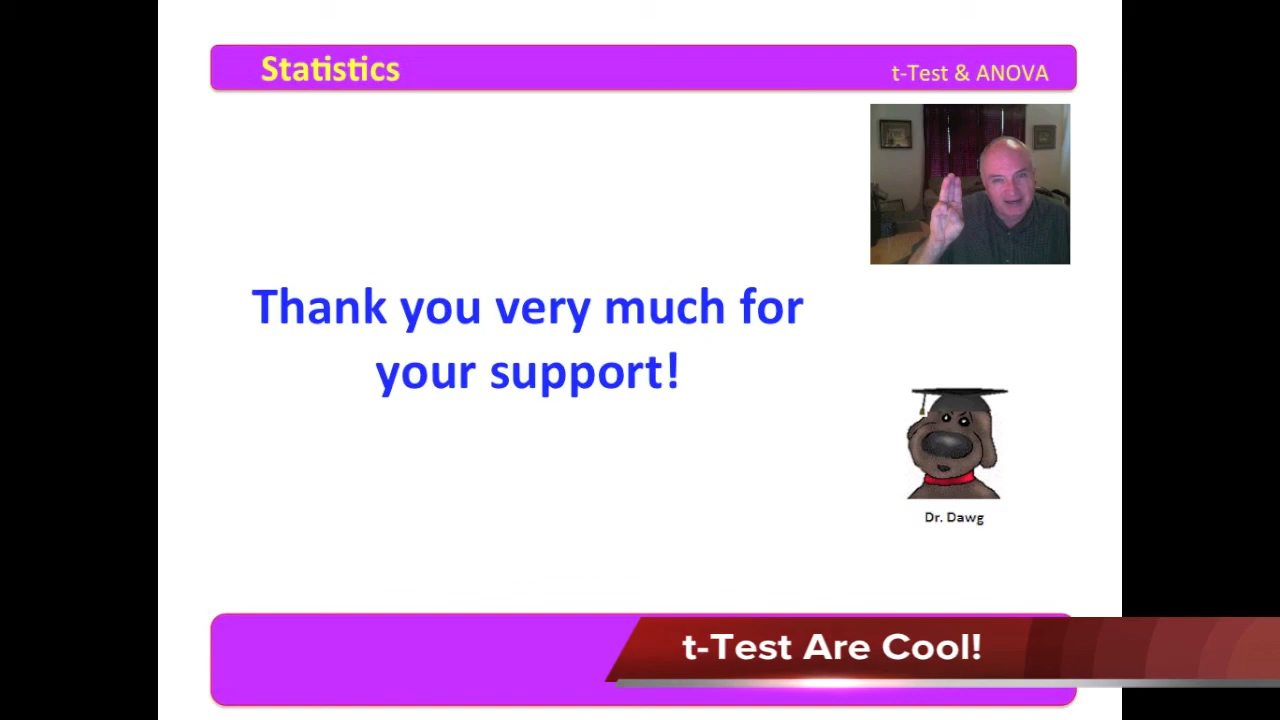 Statistics
t-Test & ANOVA
Thank you very much for
your support!
Dr. Dawg
t-Test Are Cool!